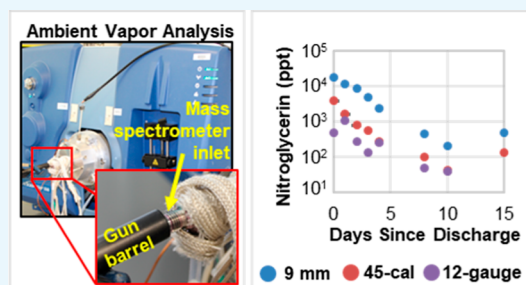 Ambient Vapor Analysis
Mass
spectrometer
inlet
Gun
barrel
Nitroglycerin (ppt)
10⁵
10⁴
10³
10²
10¹
0
5
10
15
Days Since Discharge
9 mm
45-cal
12-gauge